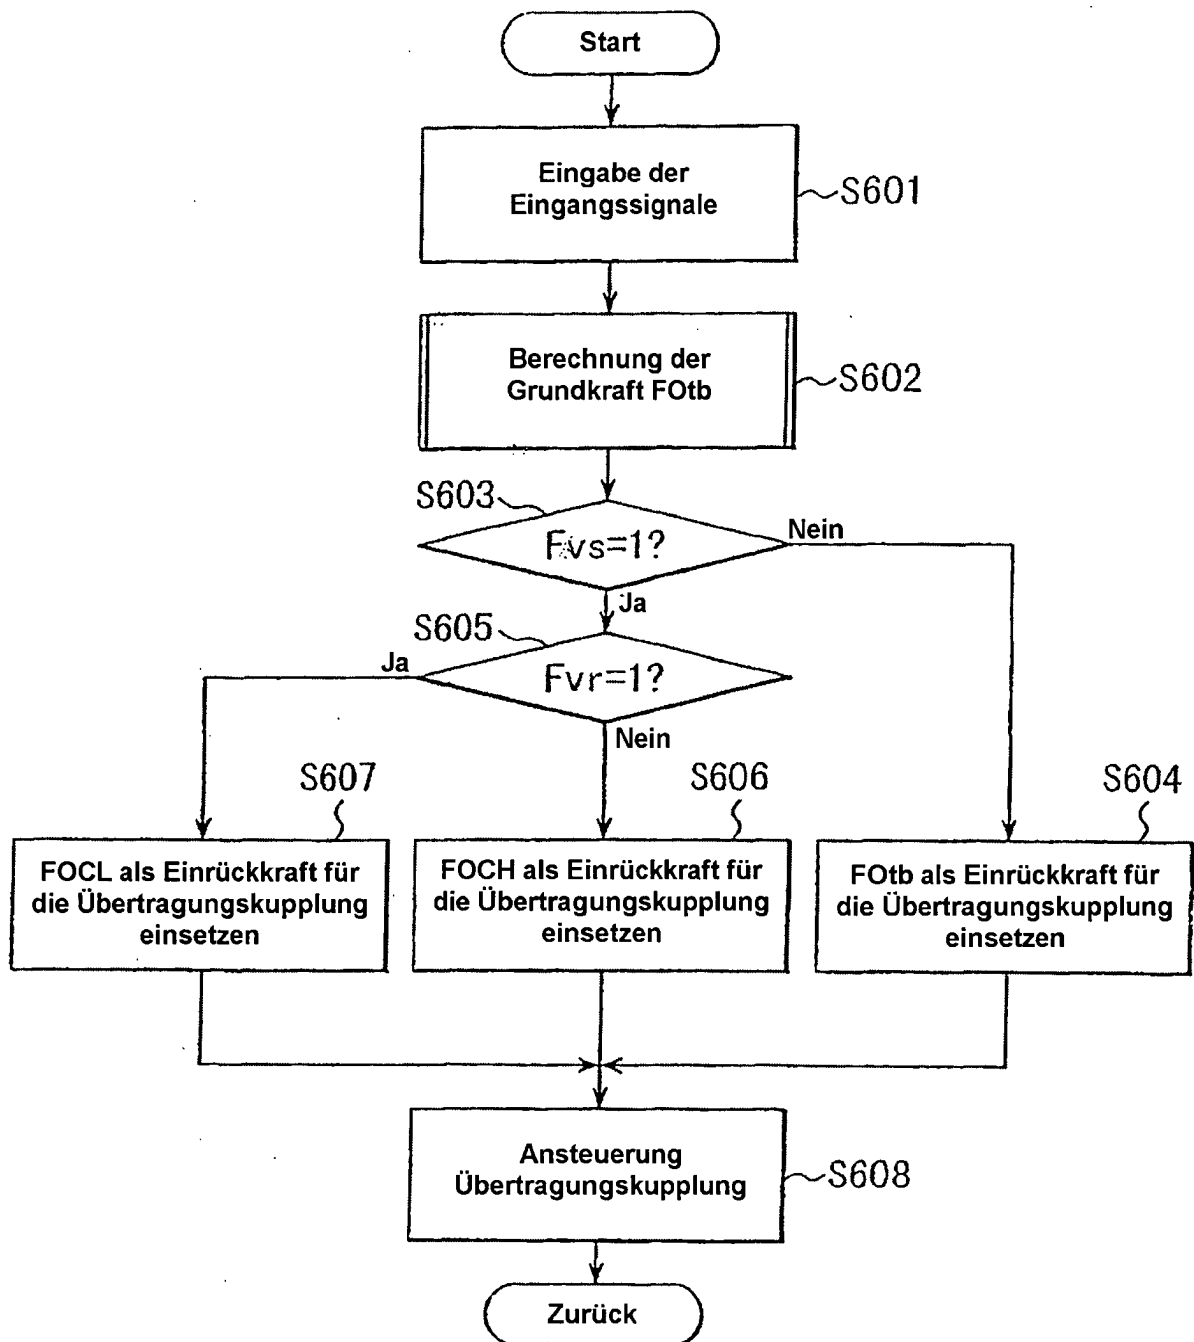 Start
Eingabe der
Eingangssignale
S601
Berechnung der
Grundkraft FOtb
S602
S603
Fvs=1?
Nein
Ja
S605
Ja
Fvr=1?
Nein
S607
S606
S604
FOCL als Einrückkraft für
die Übertragungskupplung
einsetzen
FOCH als Einrückkraft für
die Übertragungskupplung
einsetzen
FOtb als Einrückkraft für
die Übertragungskupplung
einsetzen
Ansteuerung
Übertragungskupplung
S608
Zurück